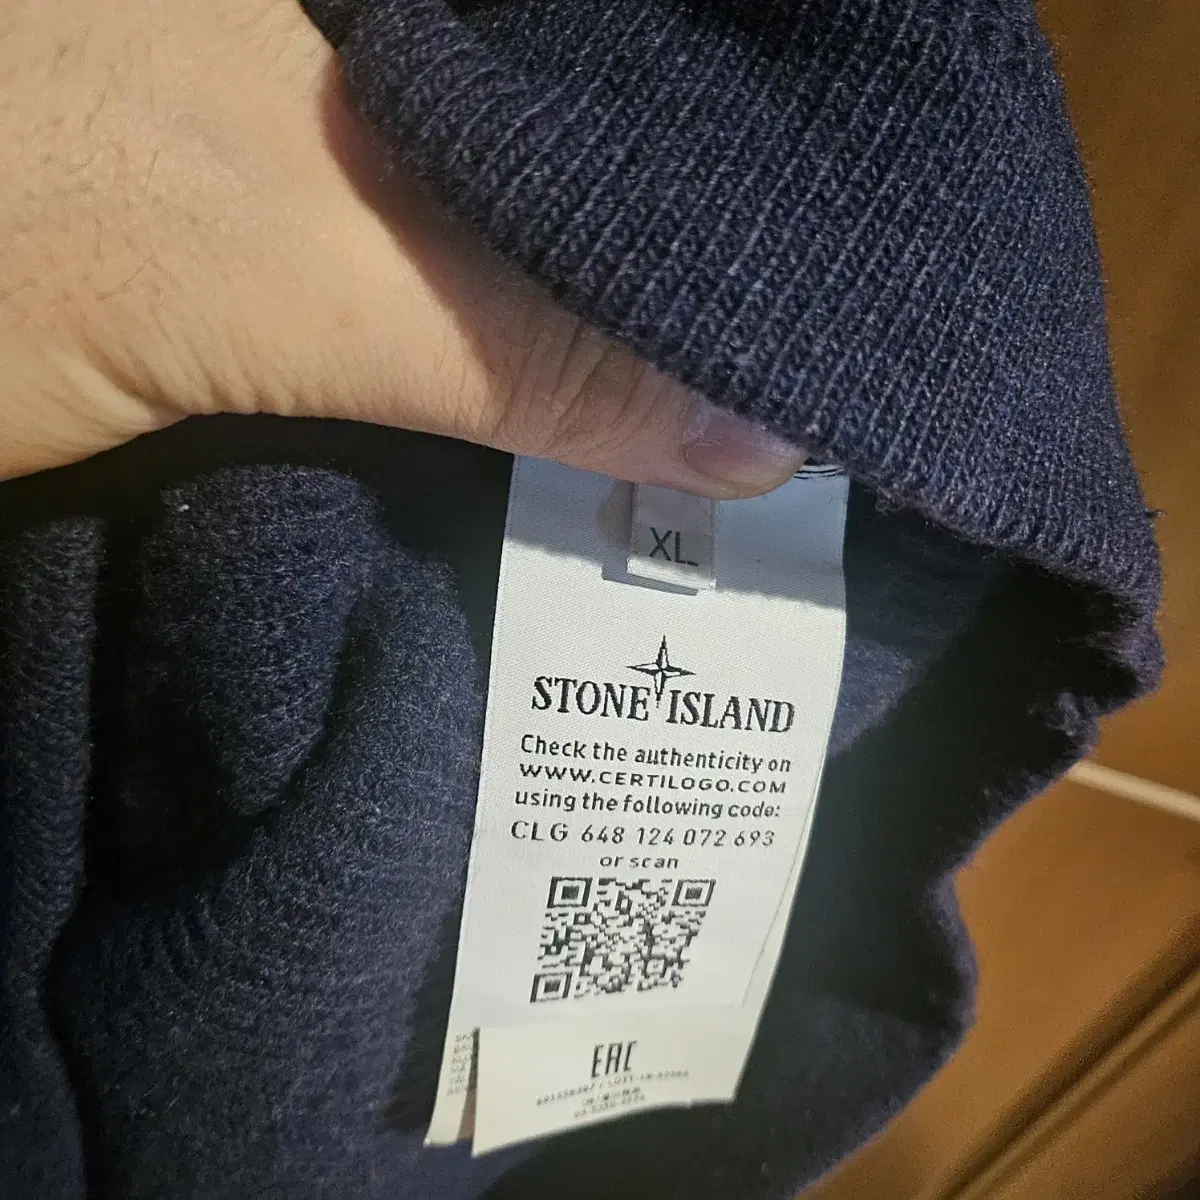 XL
STONE ISLAND
Check the authenticity on
WWW.CERTILOGO.COM
using the following code:
CLG 648 124 072 693
or scan
EAC